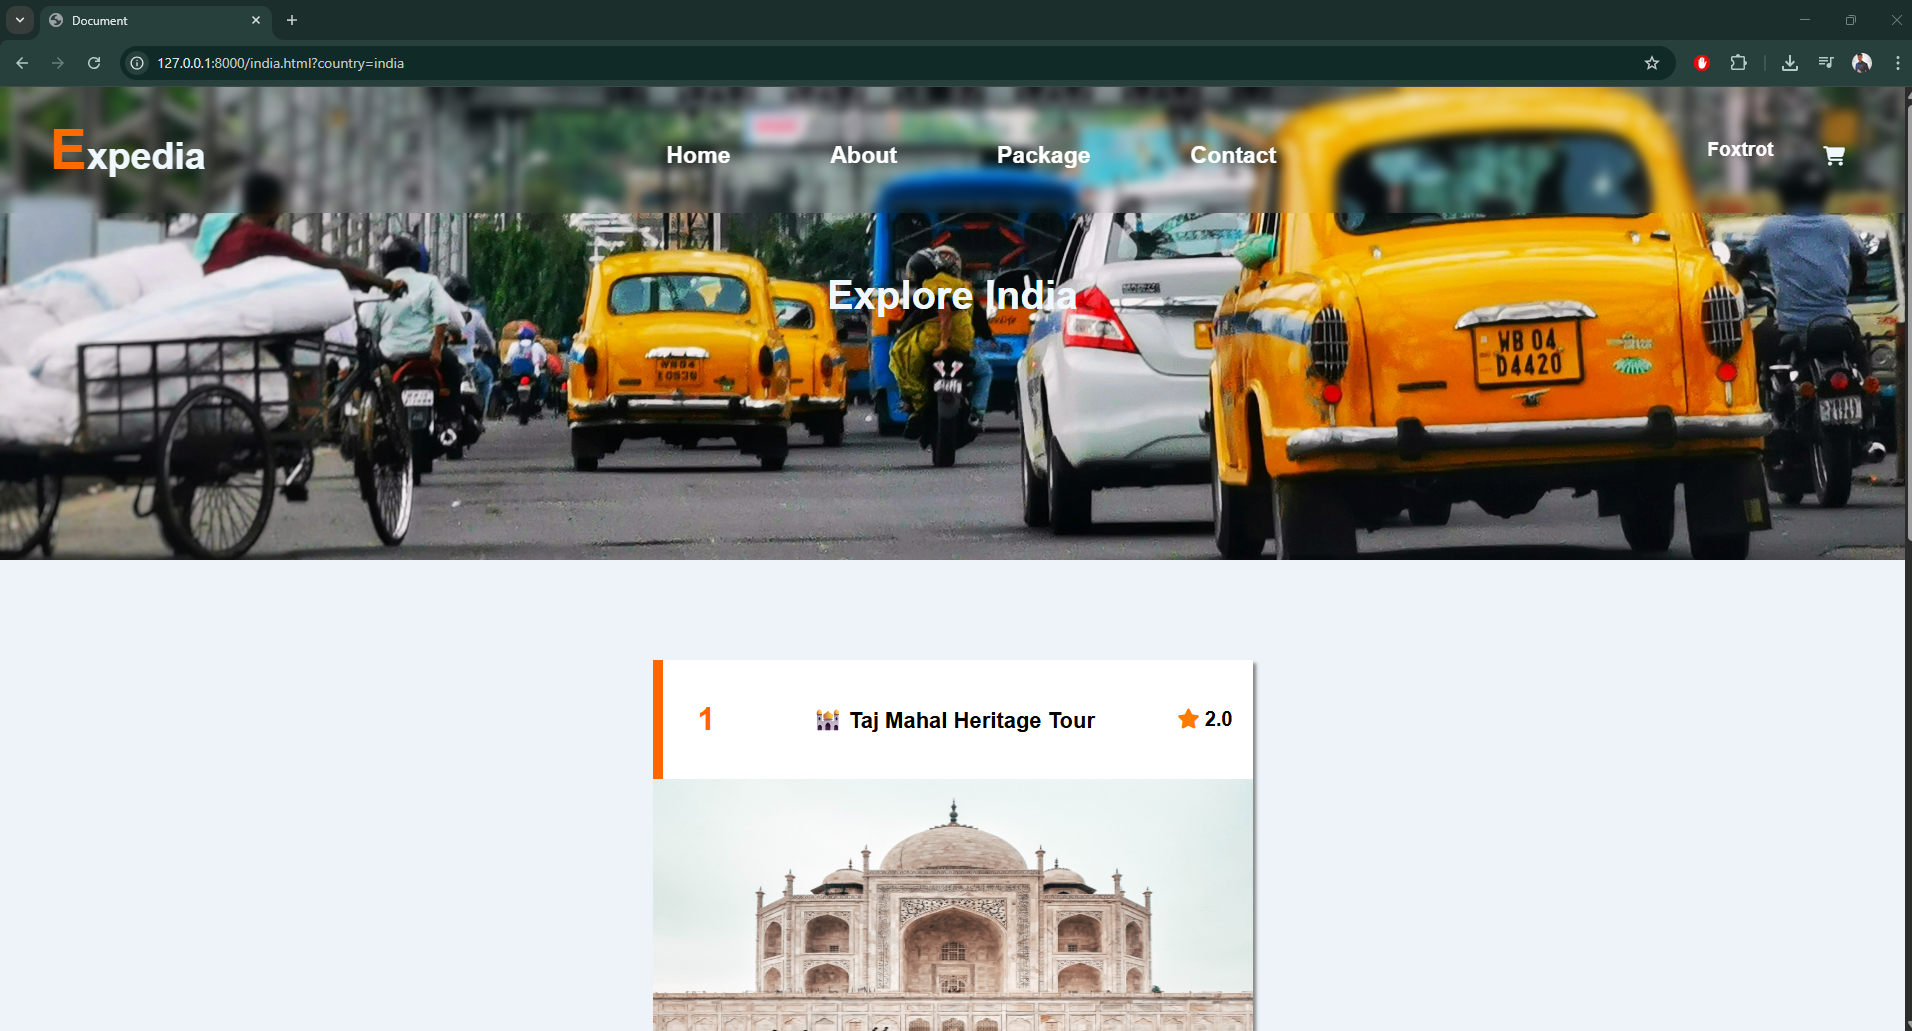 Document
127.0.0.1:8000/india.html?country=india
Expedia
Home
About
Package
Contact
Foxtrot
Explore India
WB 04
D4420
1
Taj Mahal Heritage Tour
2.0